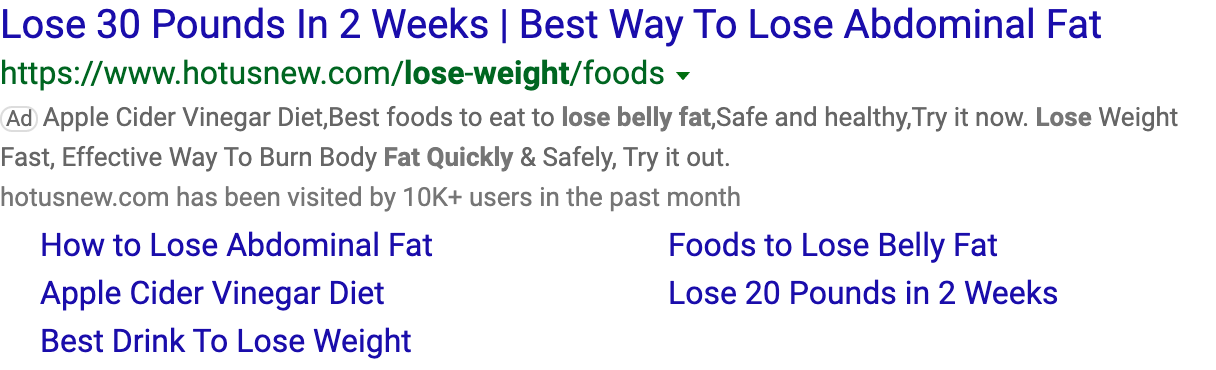 Lose 30 Pounds In 2 Weeks | Best Way To Lose Abdominal Fat
https://www.hotusnew.com/lose-weight/foods
Ad Apple Cider Vinegar Diet,Best foods to eat to lose belly fat,Safe and healthy,Try it now. Lose Weight
Fast, Effective Way To Burn Body Fat Quickly & Safely, Try it out.
hotusnew.com has been visited by 10K+ users in the past month
How to Lose Abdominal Fat
Foods to Lose Belly Fat
Apple Cider Vinegar Diet
Lose 20 Pounds in 2 Weeks
Best Drink To Lose Weight